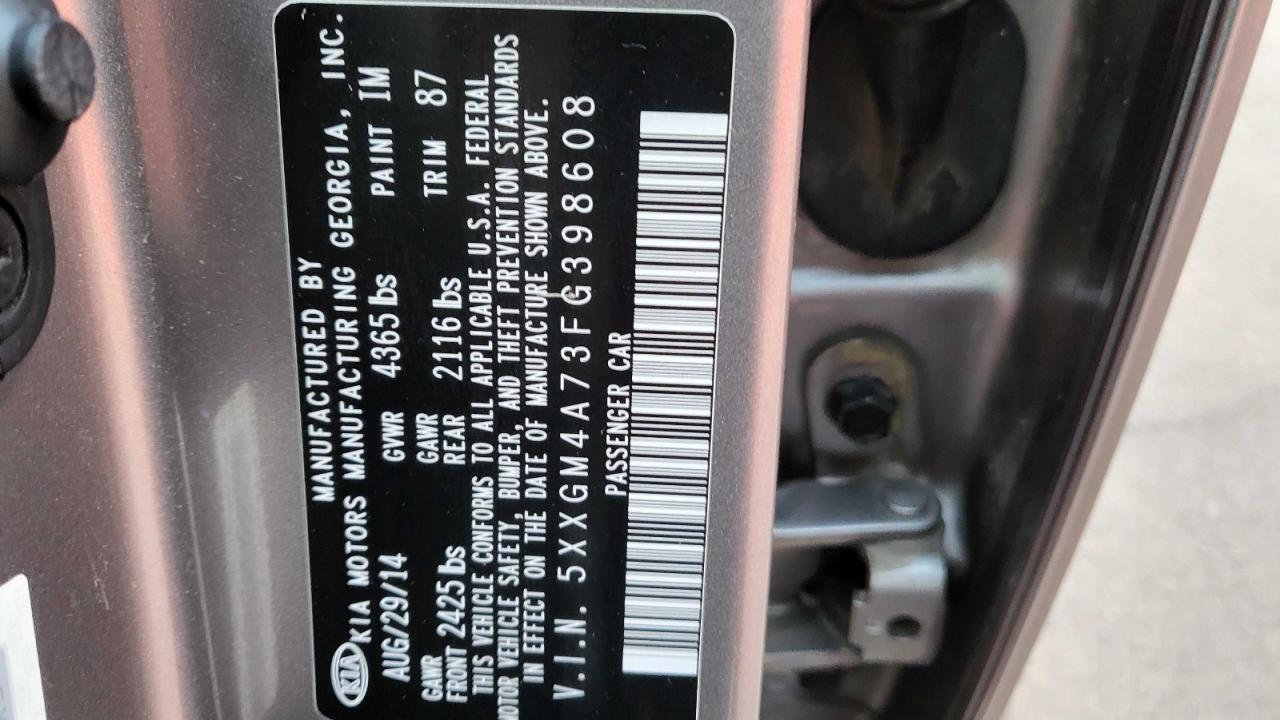 MANUFACTURED BY
KIA KIA MOTORS MANUFACTURING GEORGIA, INC.
AUG/29/14 GVWR 4365 lbs PAINT IM
GAWR FRONT 2425 lbs GAWR REAR 2116 lbs TRIM 87
THIS VEHICLE CONFORMS TO ALL APPLICABLE U.S.A. FEDERAL
MOTOR VEHICLE SAFETY, BUMPER, AND THEFT PREVENTION STANDARDS
IN EFFECT ON THE DATE OF MANUFACTURE SHOWN ABOVE.
V.I.N. 5XXGM4A73FG398608
PASSENGER CAR